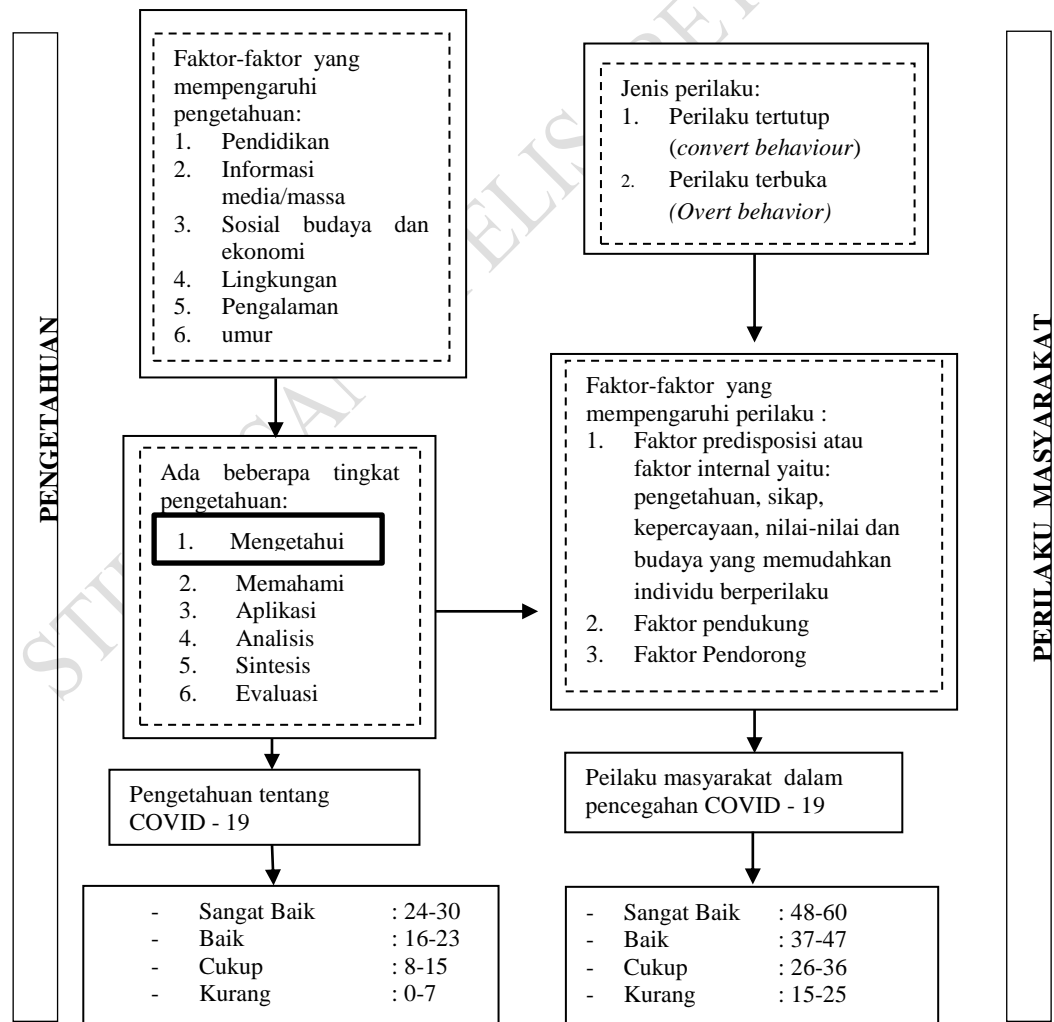 PENGETAHUAN
Faktor-faktor yang
mempengaruhi
pengetahuan:
1. Pendidikan
2. Informasi
media/massa
3. Sosial budaya dan
ekonomi
4. Lingkungan
5. Pengalaman
6. umur
Ada beberapa tingkat
pengetahuan:
1. Mengetahui
2. Memahami
3. Aplikasi
4. Analisis
5. Sintesis
6. Evaluasi
Pengetahuan tentang
COVID - 19
- Sangat Baik : 24-30
- Baik : 16-23
- Cukup : 8-15
- Kurang : 0-7
Jenis perilaku:
1. Perilaku tertutup
(convert behaviour)
2. Perilaku terbuka
(Overt behavior)
Faktor-faktor yang
mempengaruhi perilaku :
1. Faktor predisposisi atau
faktor internal yaitu:
pengetahuan, sikap,
kepercayaan, nilai-nilai dan
budaya yang memudahkan
individu berperilaku
2. Faktor pendukung
3. Faktor Pendorong
Peilaku masyarakat dalam
pencegahan COVID - 19
- Sangat Baik : 48-60
- Baik : 37-47
- Cukup : 26-36
- Kurang : 15-25
PERILAKU MASYARAKAT